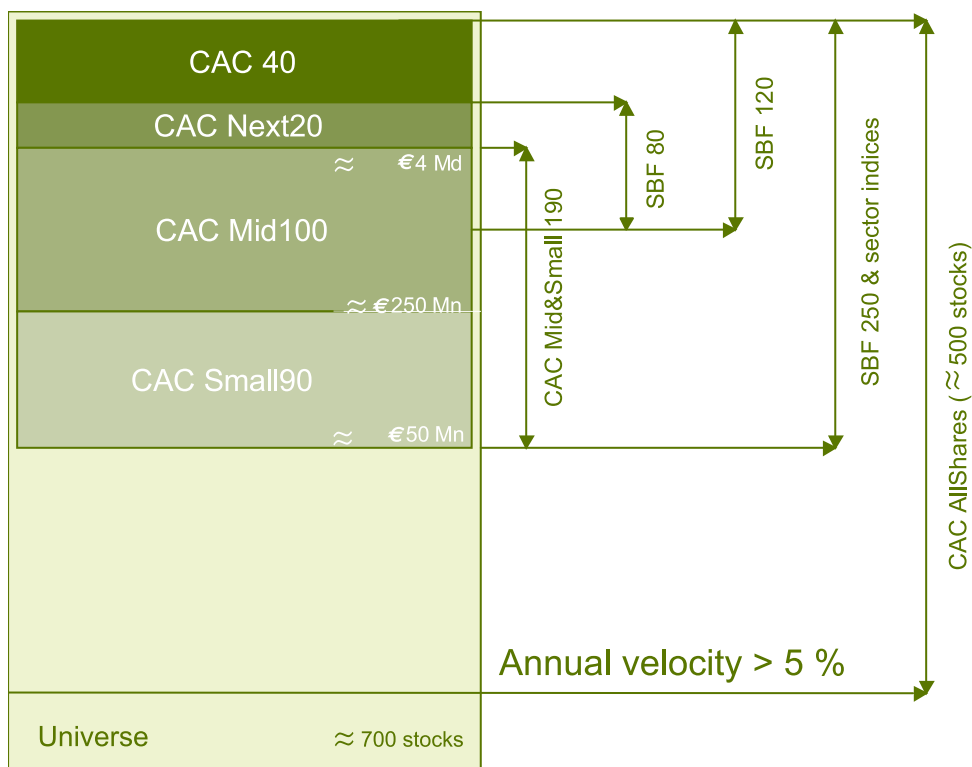 CAC 40
CAC Next20
≈ €4 Md
CAC Mid100
≈ €250 Mn
CAC Small90
≈ €50 Mn
CAC Mid&Small 190
SBF 80
SBF 120
SBF 250 & sector indices
CAC AllShares (≈ 500 stocks)
Annual velocity > 5 %
Universe ≈ 700 stocks